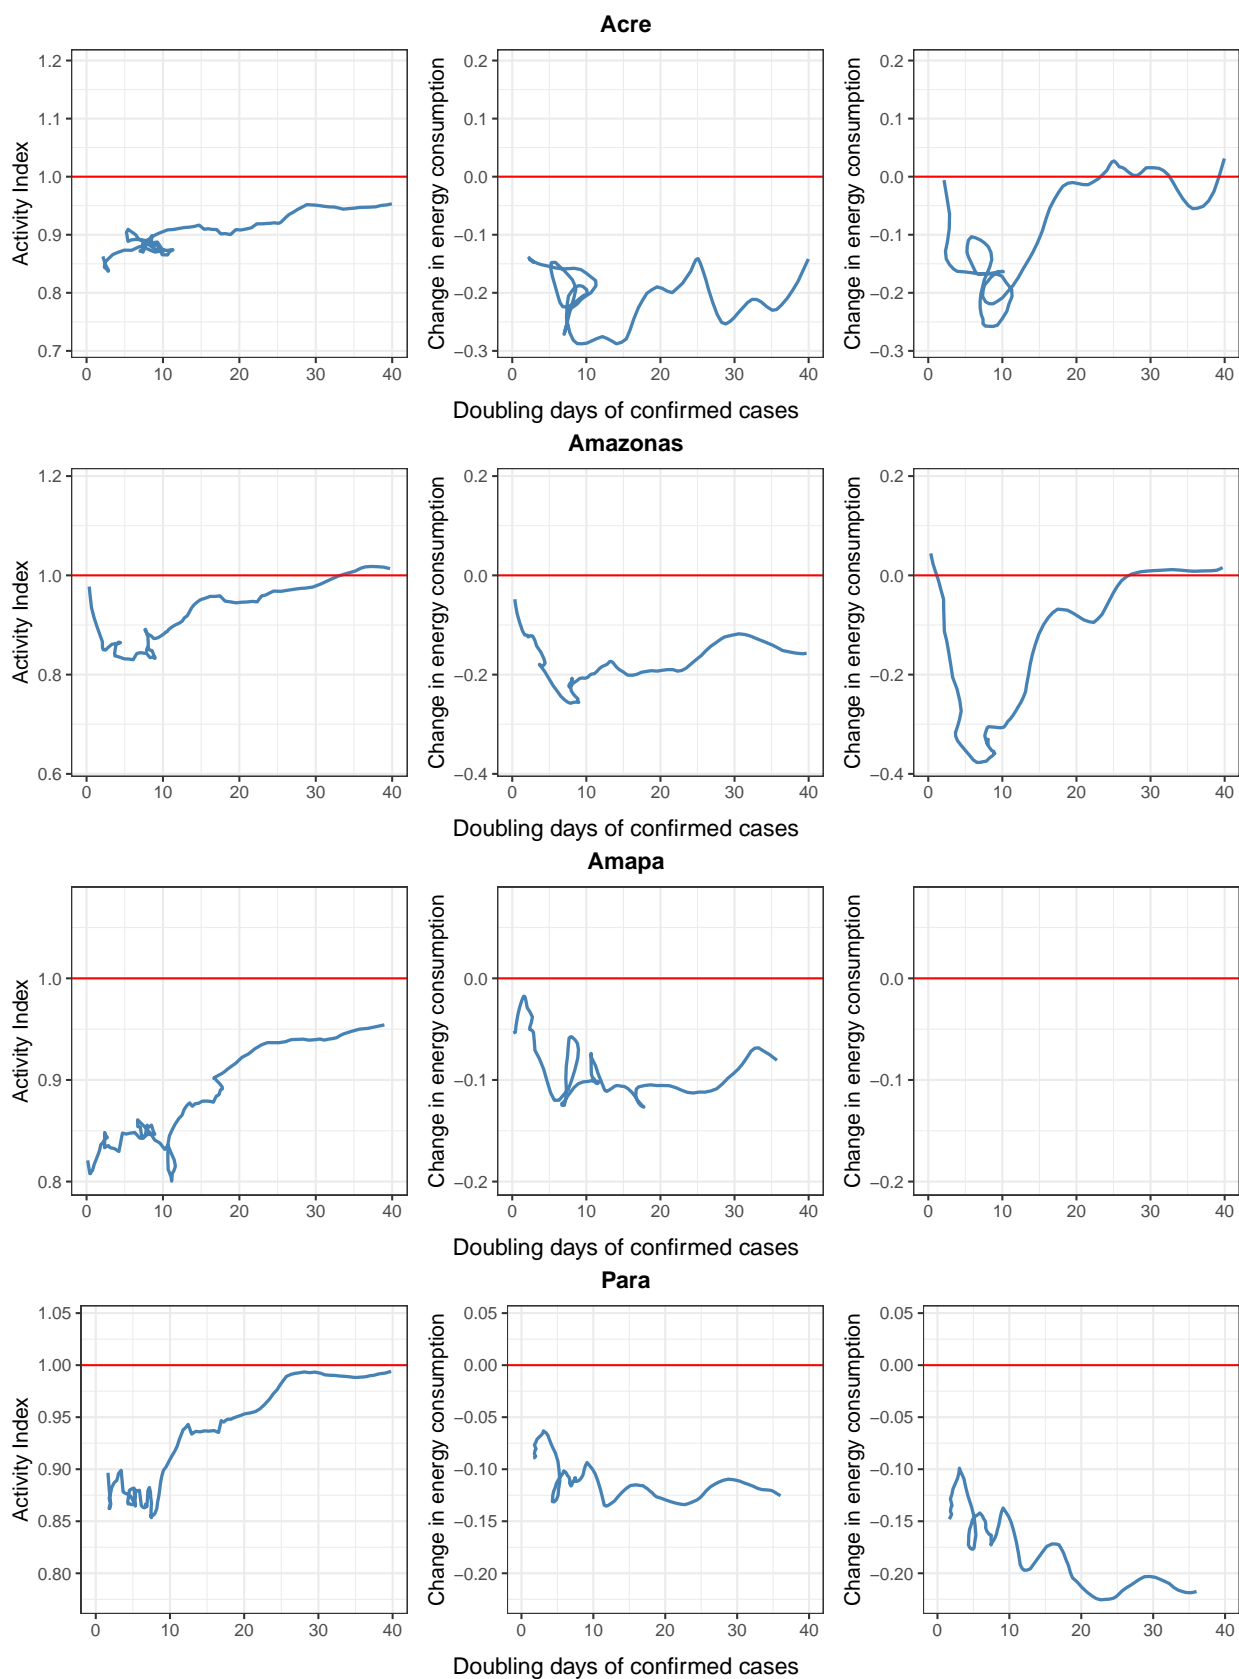 Acre
Activity Index
1.2
1.1
1.0
0.9
0.8
0.7
0 10 20 30 40
Change in energy consumption
0.2
0.1
0.0
−0.1
−0.2
−0.3
0 10 20 30 40
Change in energy consumption
0.2
0.1
0.0
−0.1
−0.2
−0.3
0 10 20 30 40
Doubling days of confirmed cases
Amazonas
Activity Index
1.2
1.0
0.8
0.6
0 10 20 30 40
Change in energy consumption
0.2
0.0
−0.2
−0.4
0 10 20 30 40
Change in energy consumption
0.2
0.0
−0.2
−0.4
0 10 20 30 40
Doubling days of confirmed cases
Amapa
Activity Index
1.0
0.9
0.8
0 10 20 30 40
Change in energy consumption
0.0
−0.1
−0.2
0 10 20 30 40
Change in energy consumption
0.0
−0.1
−0.2
0 10 20 30 40
Doubling days of confirmed cases
Para
Activity Index
1.05
1.00
0.95
0.90
0.85
0.80
0 10 20 30 40
Change in energy consumption
0.05
0.00
−0.05
−0.10
−0.15
−0.20
0 10 20 30 40
Change in energy consumption
0.05
0.00
−0.05
−0.10
−0.15
−0.20
0 10 20 30 40
Doubling days of confirmed cases